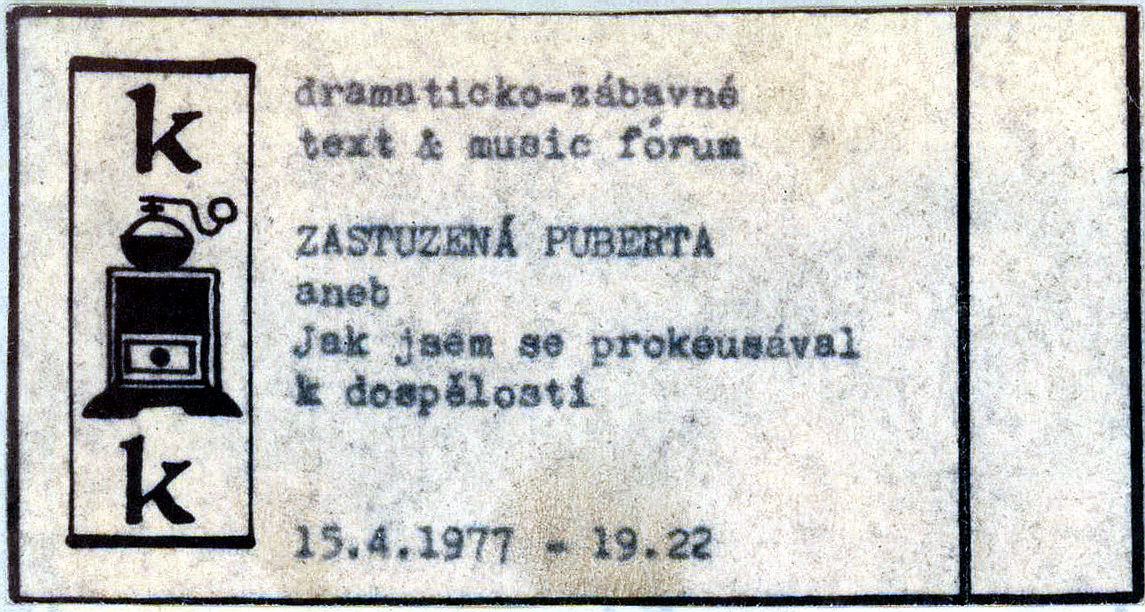 k
k
dramaticko-zábavné
text & music fórum
ZASTUZENÁ PUBERTA
aneb
Jak jsem se prokousával
k dospělosti
15.4.1977 - 19.22